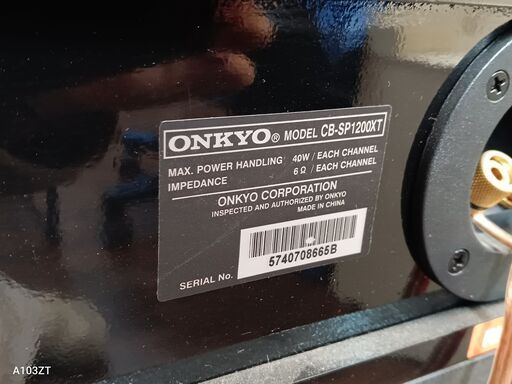 ONKYO® MODEL CB-SP1200XT
MAX. POWER HANDLING 40W / EACH CHANNEL
IMPEDANCE 6 Ω / EACH CHANNEL
ONKYO CORPORATION
INSPECTED AND AUTHORIZED BY ONKYO
MADE IN CHINA
5740708665B
SERIAL No.
A103ZT